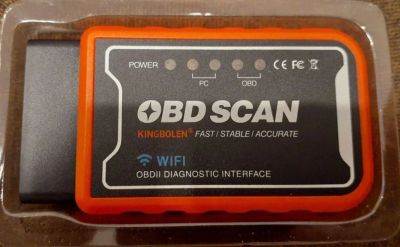 POWER PC OBD CE FC
OBD SCAN
KINGBOLEN® FAST / STABLE / ACCURATE
WIFI
OBDII DIAGNOSTIC INTERFACE